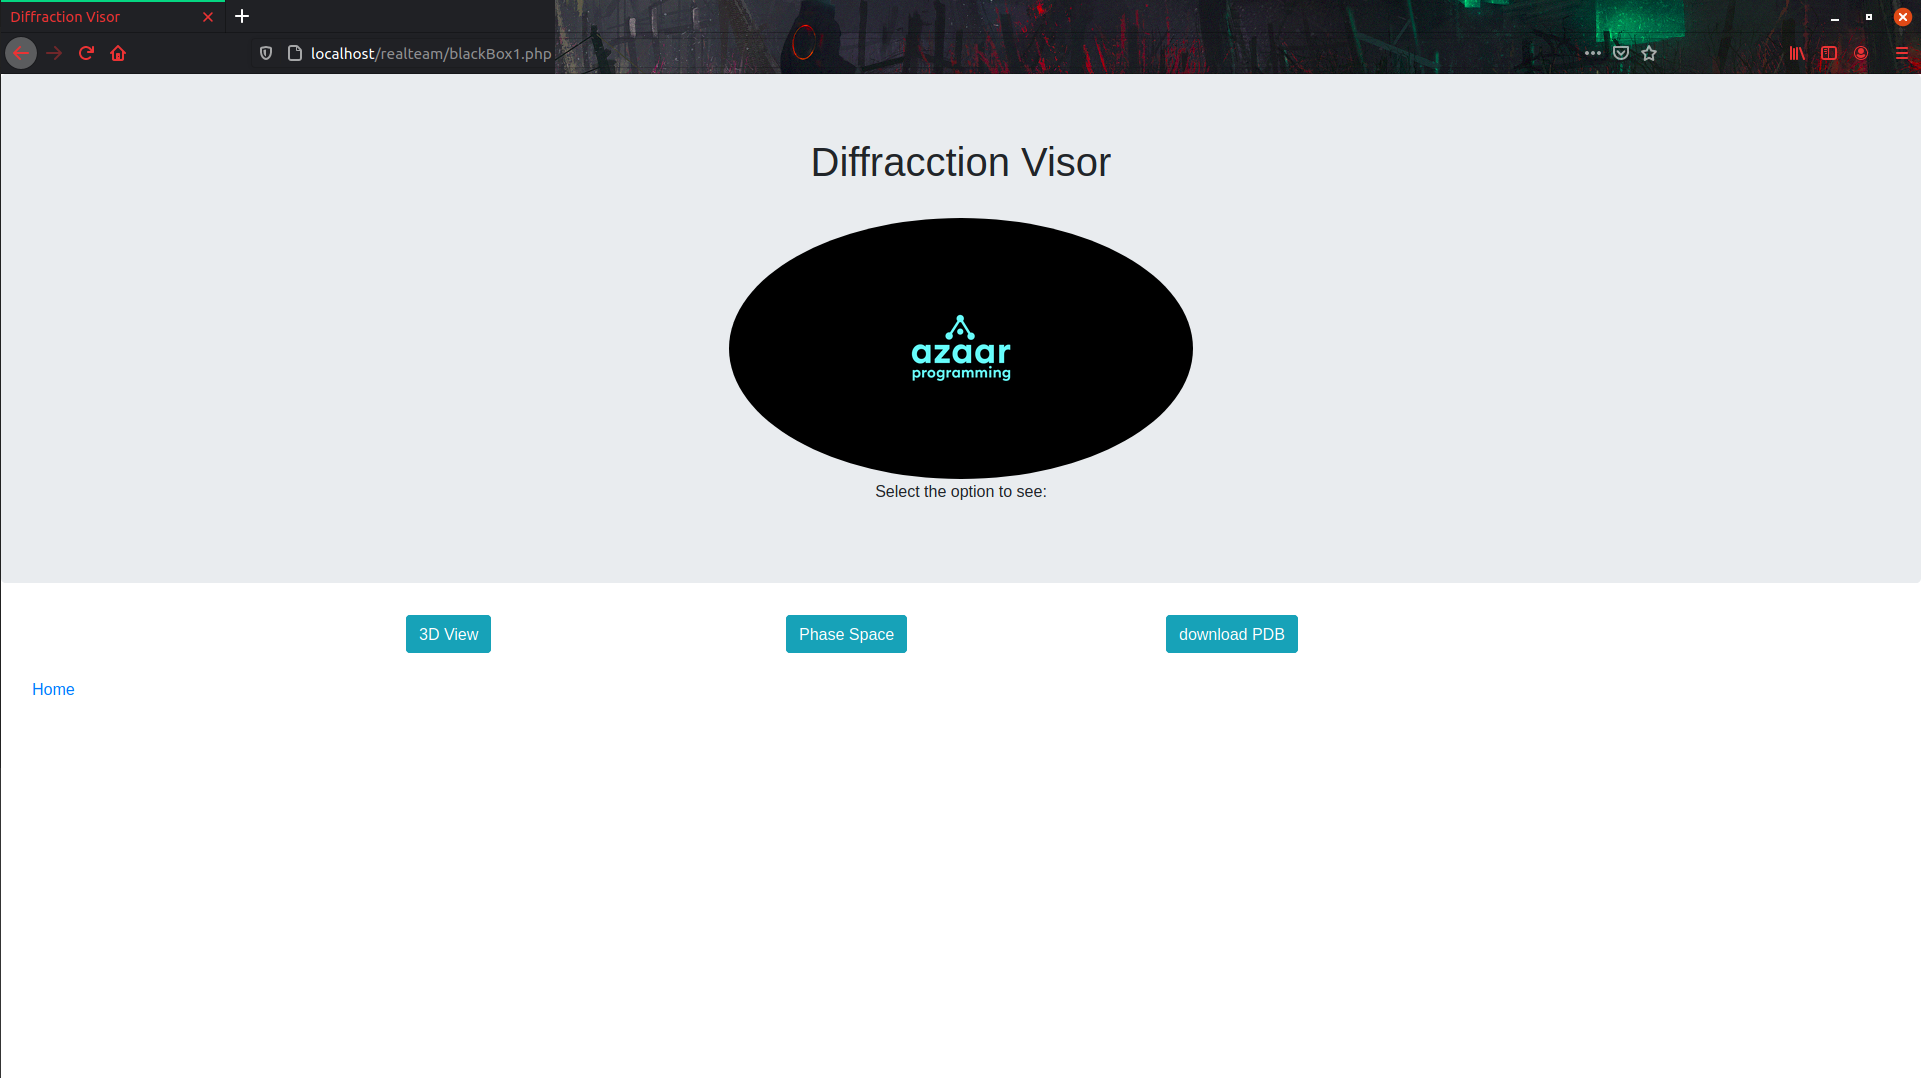 Diffraction Visor
localhost/realteam/blackBox1.php
Diffracction Visor
azaar
programming
Select the option to see:
3D View
Phase Space
download PDB
Home